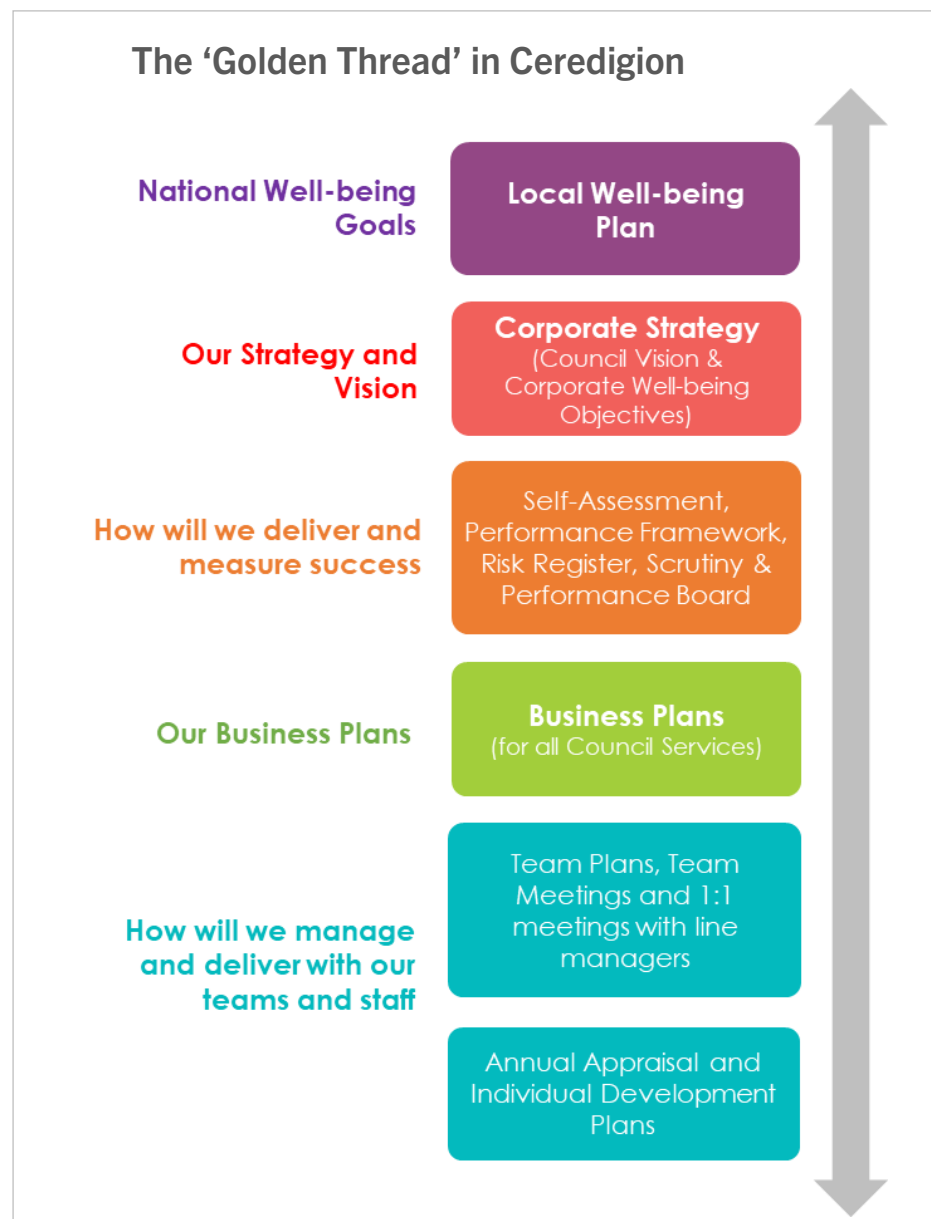 The ‘Golden Thread’ in Ceredigion
National Well-being
Goals
Local Well-being
Plan
Our Strategy and
Vision
Corporate Strategy
(Council Vision &
Corporate Well-being
Objectives)
How will we deliver and
measure success
Self-Assessment,
Performance Framework,
Risk Register, Scrutiny &
Performance Board
Our Business Plans
Business Plans
(for all Council Services)
How will we manage
and deliver with our
teams and staff
Team Plans, Team
Meetings and 1:1
meetings with line
managers
Annual Appraisal and
Individual Development
Plans